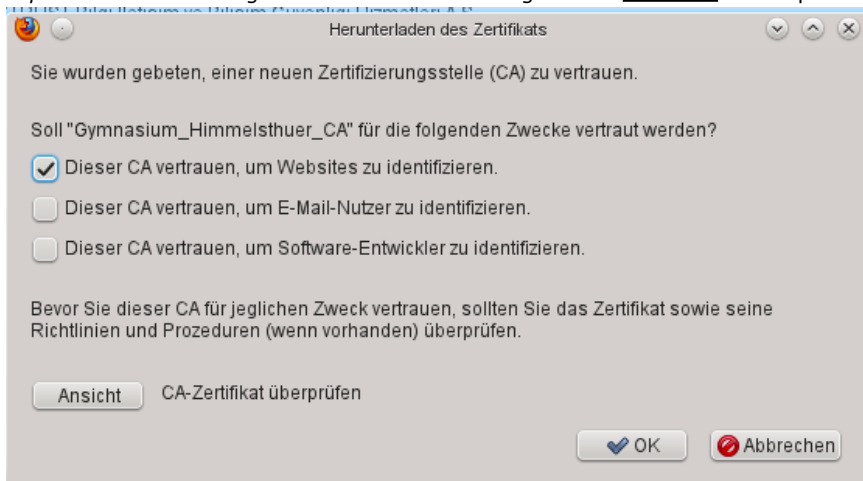 Herunterladen des Zertifikats
Sie wurden gebeten, einer neuen Zertifizierungsstelle (CA) zu vertrauen.
Soll "Gymnasium_Himmelsthuer_CA" für die folgenden Zwecke vertraut werden?
Dieser CA vertrauen, um Websites zu identifizieren.
Dieser CA vertrauen, um E-Mail-Nutzer zu identifizieren.
Dieser CA vertrauen, um Software-Entwickler zu identifizieren.
Bevor Sie dieser CA für jeglichen Zweck vertrauen, sollten Sie das Zertifikat sowie seine
Richtlinien und Prozeduren (wenn vorhanden) überprüfen.
Ansicht CA-Zertifikat überprüfen
OK Abbrechen